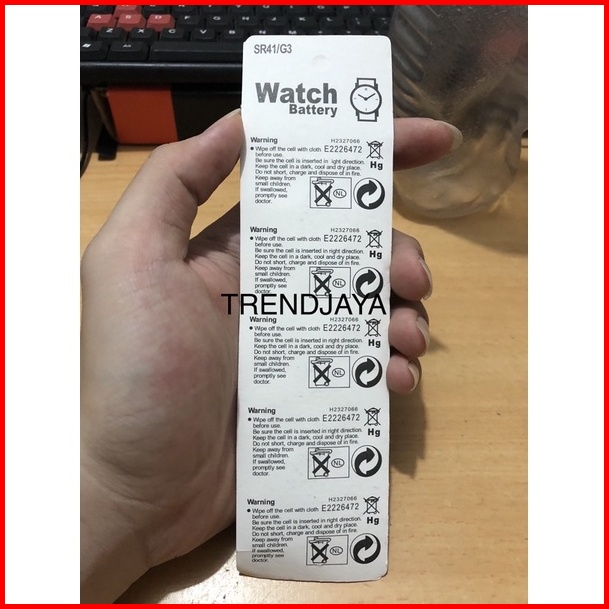 SR41/G3
Watch
Battery
Warning
H2327066
● Wipe off the cell with cloth E2226472
before use.
Be sure the cell is inserted in right direction.
Keep the cell in a dark, cool and dry place.
Do not short, charge and dispose of in fire.
Keep away from
small children.
If swallowed,
promptly see
doctor.
NL
Hg
Warning
H2327066
● Wipe off the cell with cloth E2226472
before use.
Be sure the cell is inserted in right direction.
Keep the cell in a dark, cool and dry place.
Do not short, charge and dispose of in fire.
Keep away from
small children.
If swallowed,
promptly see
doctor.
NL
Hg
TRENDJAYA
Warning
H2327066
● Wipe off the cell with cloth E2226472
before use.
Be sure the cell is inserted in right direction.
Keep the cell in a dark, cool and dry place.
Do not short, charge and dispose of in fire.
Keep away from
small children.
If swallowed,
promptly see
doctor.
NL
Hg
Warning
H2327066
● Wipe off the cell with cloth E2226472
before use.
Be sure the cell is inserted in right direction.
Keep the cell in a dark, cool and dry place.
Do not short, charge and dispose of in fire.
Keep away from
small children.
If swallowed,
promptly see
doctor.
NL
Hg
Warning
H2327066
● Wipe off the cell with cloth E2226472
before use.
Be sure the cell is inserted in right direction.
Keep the cell in a dark, cool and dry place.
Do not short, charge and dispose of in fire.
Keep away from
small children.
If swallowed,
promptly see
doctor.
NL
Hg